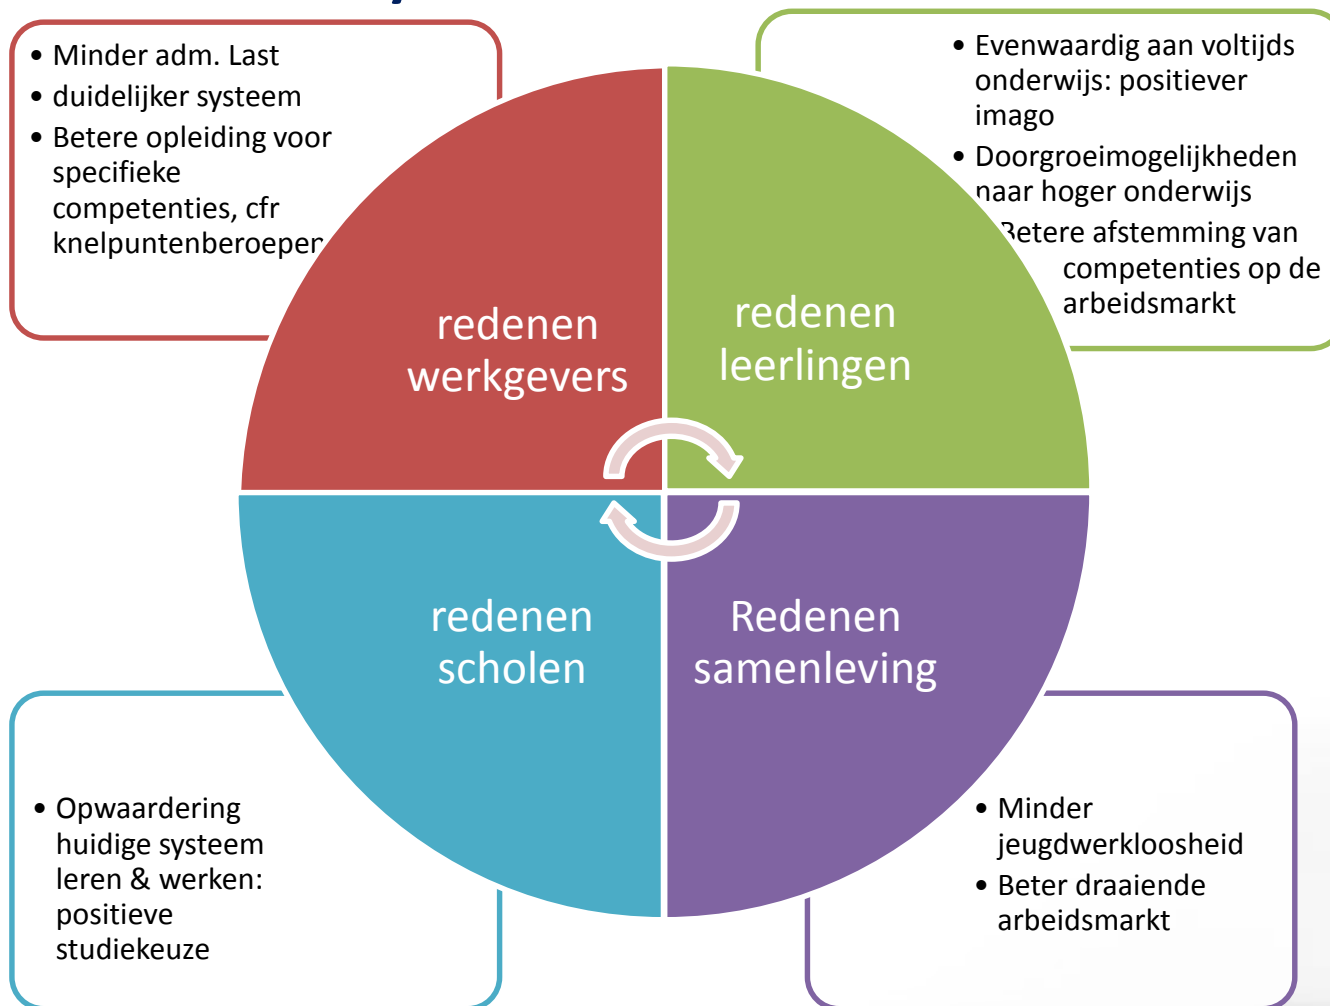 • Minder adm. Last
• duidelijker systeem
• Betere opleiding voor
specifieke
competenties, cfr
knelpuntenberoepen
• Evenwaardig aan voltijds
onderwijs: positiever
imago
• Doorgroeimogelijkheden
naar hoger onderwijs
Betere afstemming van
competenties op de
arbeidsmarkt
redenen
werkgevers
redenen
leerlingen
redenen
scholen
Redenen
samenleving
• Opwaardering
huidige systeem
leren & werken:
positieve
studiekeuze
• Minder
jeugdwerkloosheid
• Beter draaiende
arbeidsmarkt